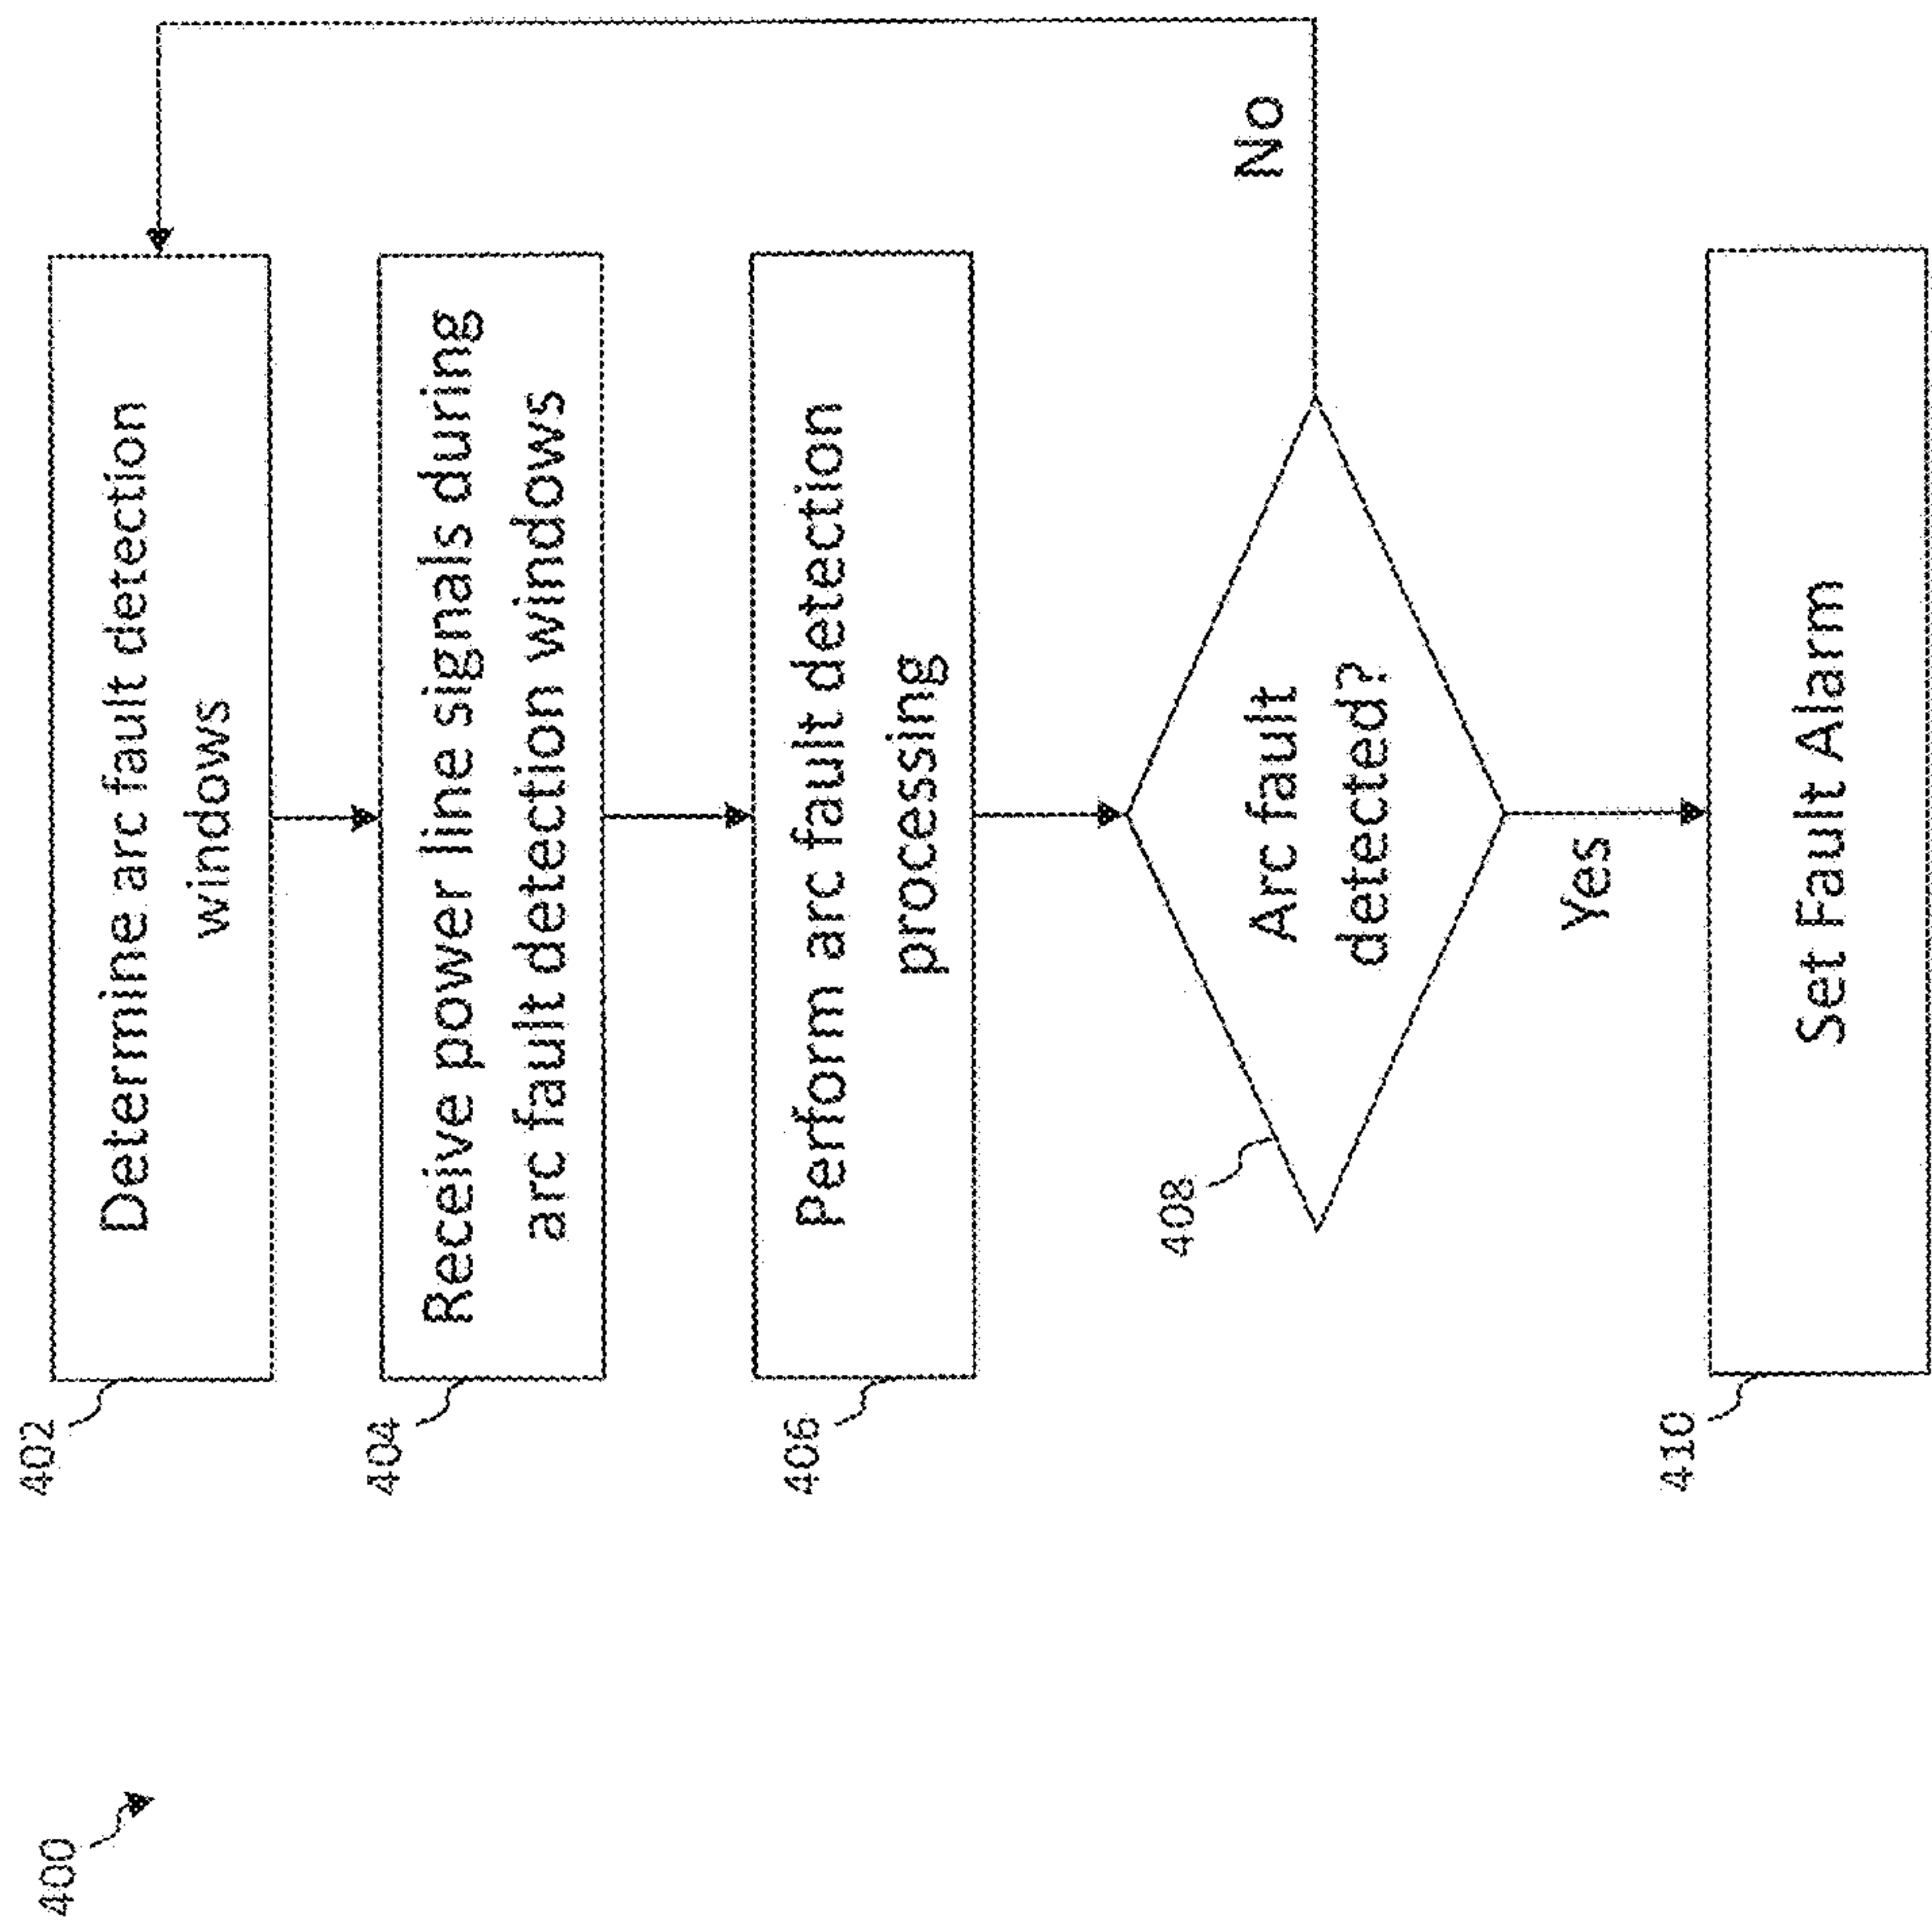 400
402
Determine arc fault detection
windows
404
Receive power line signals during
arc fault detection windows
406
Perform arc fault detection
processing
408
Arc fault
detected?
No
Yes
410
Set Fault Alarm